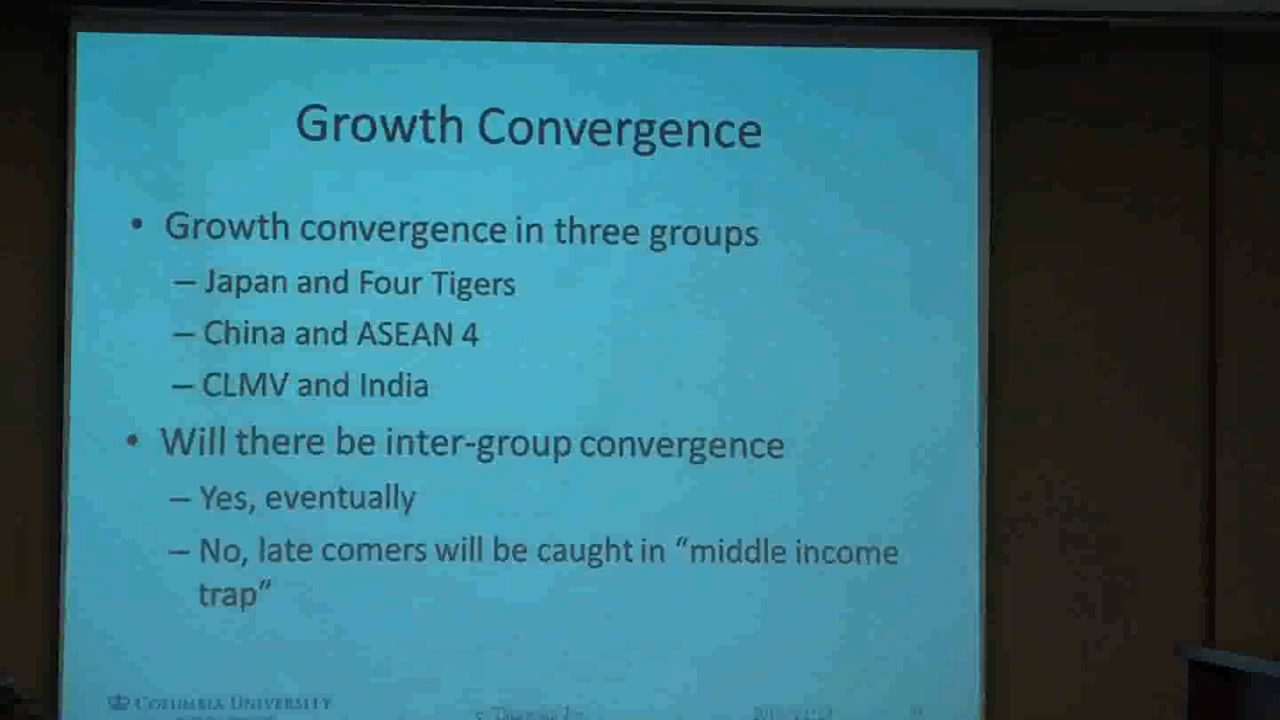 Growth Convergence
• Growth convergence in three groups
– Japan and Four Tigers
– China and ASEAN 4
– CLMV and India
• Will there be inter-group convergence
– Yes, eventually
– No, late comers will be caught in “middle income
trap”
COLUMBIA UNIVERSITY